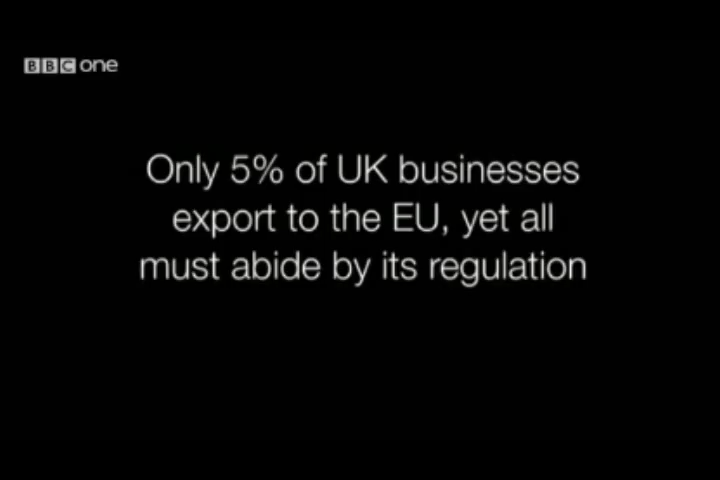 BBC one
Only 5% of UK businesses
export to the EU, yet all
must abide by its regulation